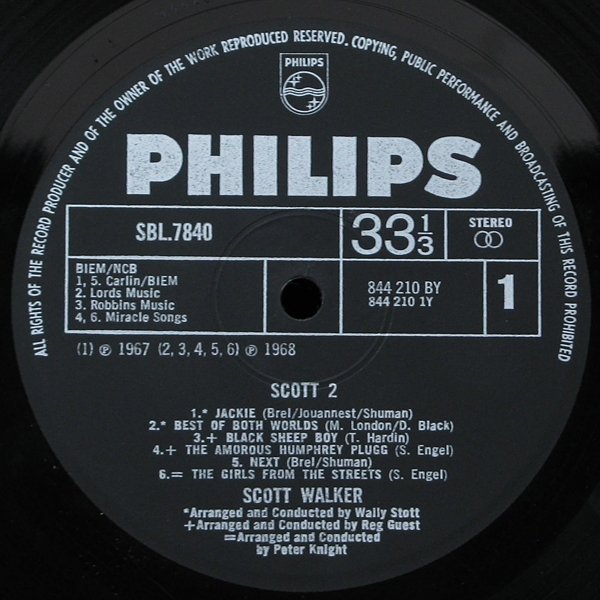 ALL RIGHTS OF THE RECORD PRODUCER AND OF THE OWNER OF THE WORK REPRODUCED RESERVED. COPYING, PUBLIC PERFORMANCE AND BROADCASTING OF THIS RECORD PROHIBITED
PHILIPS
PHILIPS
SBL.7840
33 1/3
STEREO
BIEM/NCB
1, 5. Carlin/BIEM
2. Lords Music
3. Robbins Music
4, 6. Miracle Songs
844 210 BY
844 210 1Y
1
(1) ℗ 1967 (2, 3, 4, 5, 6) ℗ 1968
SCOTT 2
1.* JACKIE (Brel/Jouannest/Shuman)
2.* BEST OF BOTH WORLDS (M. London/D. Black)
3.+ BLACK SHEEP BOY (T. Hardin)
4.+ THE AMOROUS HUMPHREY PLUGG (S. Engel)
5. NEXT (Brel/Shuman)
6.= THE GIRLS FROM THE STREETS (S. Engel)
SCOTT WALKER
*Arranged and Conducted by Wally Stott
+Arranged and Conducted by Reg Guest
=Arranged and Conducted
by Peter Knight